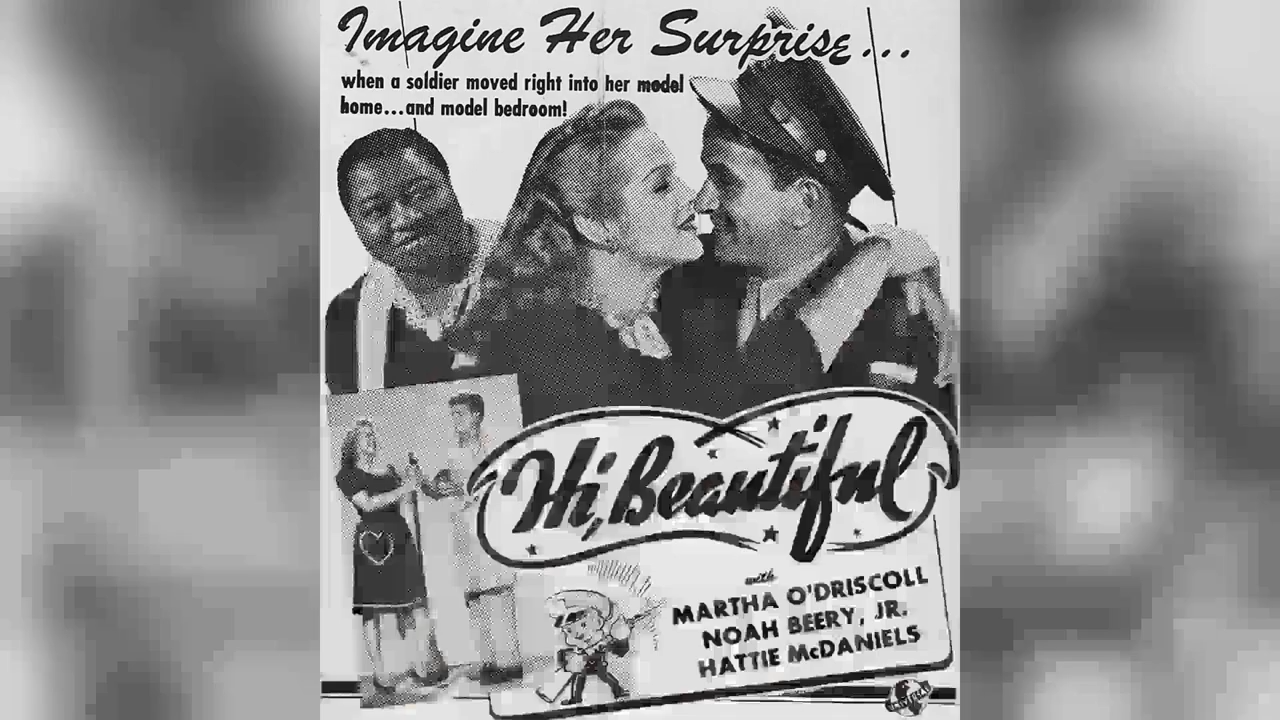 Imagine Her Surprise...
when a soldier moved right into her model
home...and model bedroom!
Hi, Beautiful
with
MARTHA O'DRISCOLL
NOAH BEERY, JR.
HATTIE McDANIELS